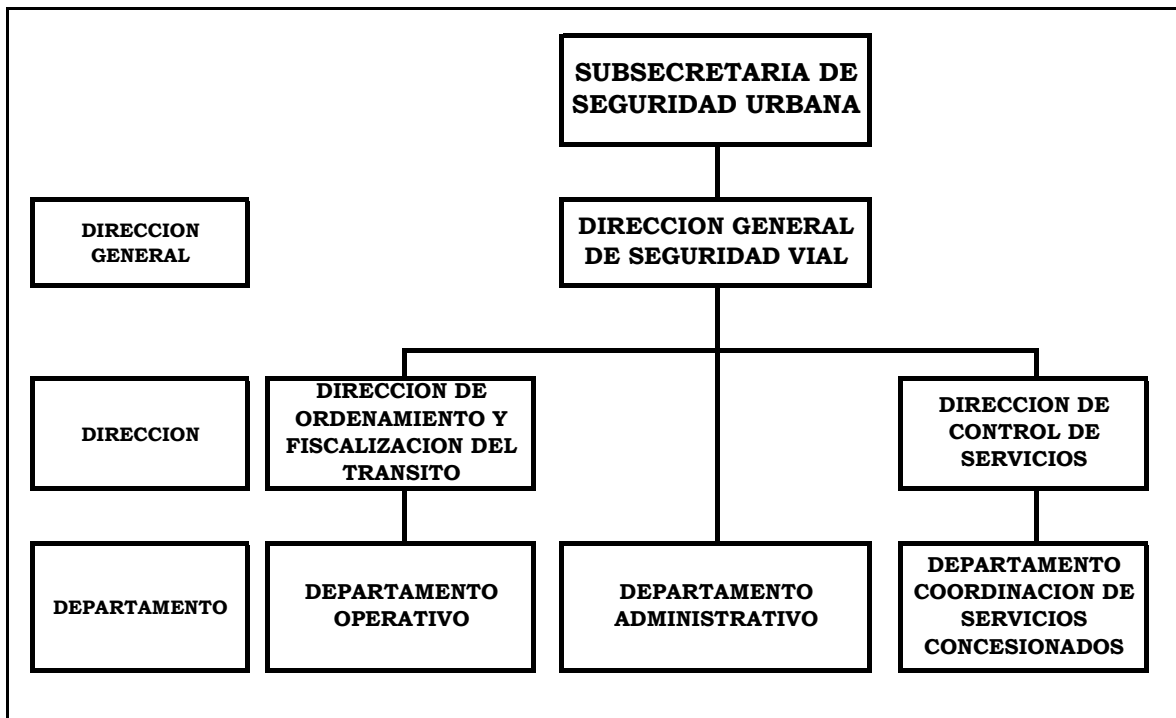 SUBSECRETARIA DE
SEGURIDAD URBANA
DIRECCION
GENERAL
DIRECCION GENERAL
DE SEGURIDAD VIAL
DIRECCION
DIRECCION DE
ORDENAMIENTO Y
FISCALIZACION DEL
TRANSITO
DIRECCION DE
CONTROL DE
SERVICIOS
DEPARTAMENTO
DEPARTAMENTO
OPERATIVO
DEPARTAMENTO
ADMINISTRATIVO
DEPARTAMENTO
COORDINACION DE
SERVICIOS
CONCESIONADOS